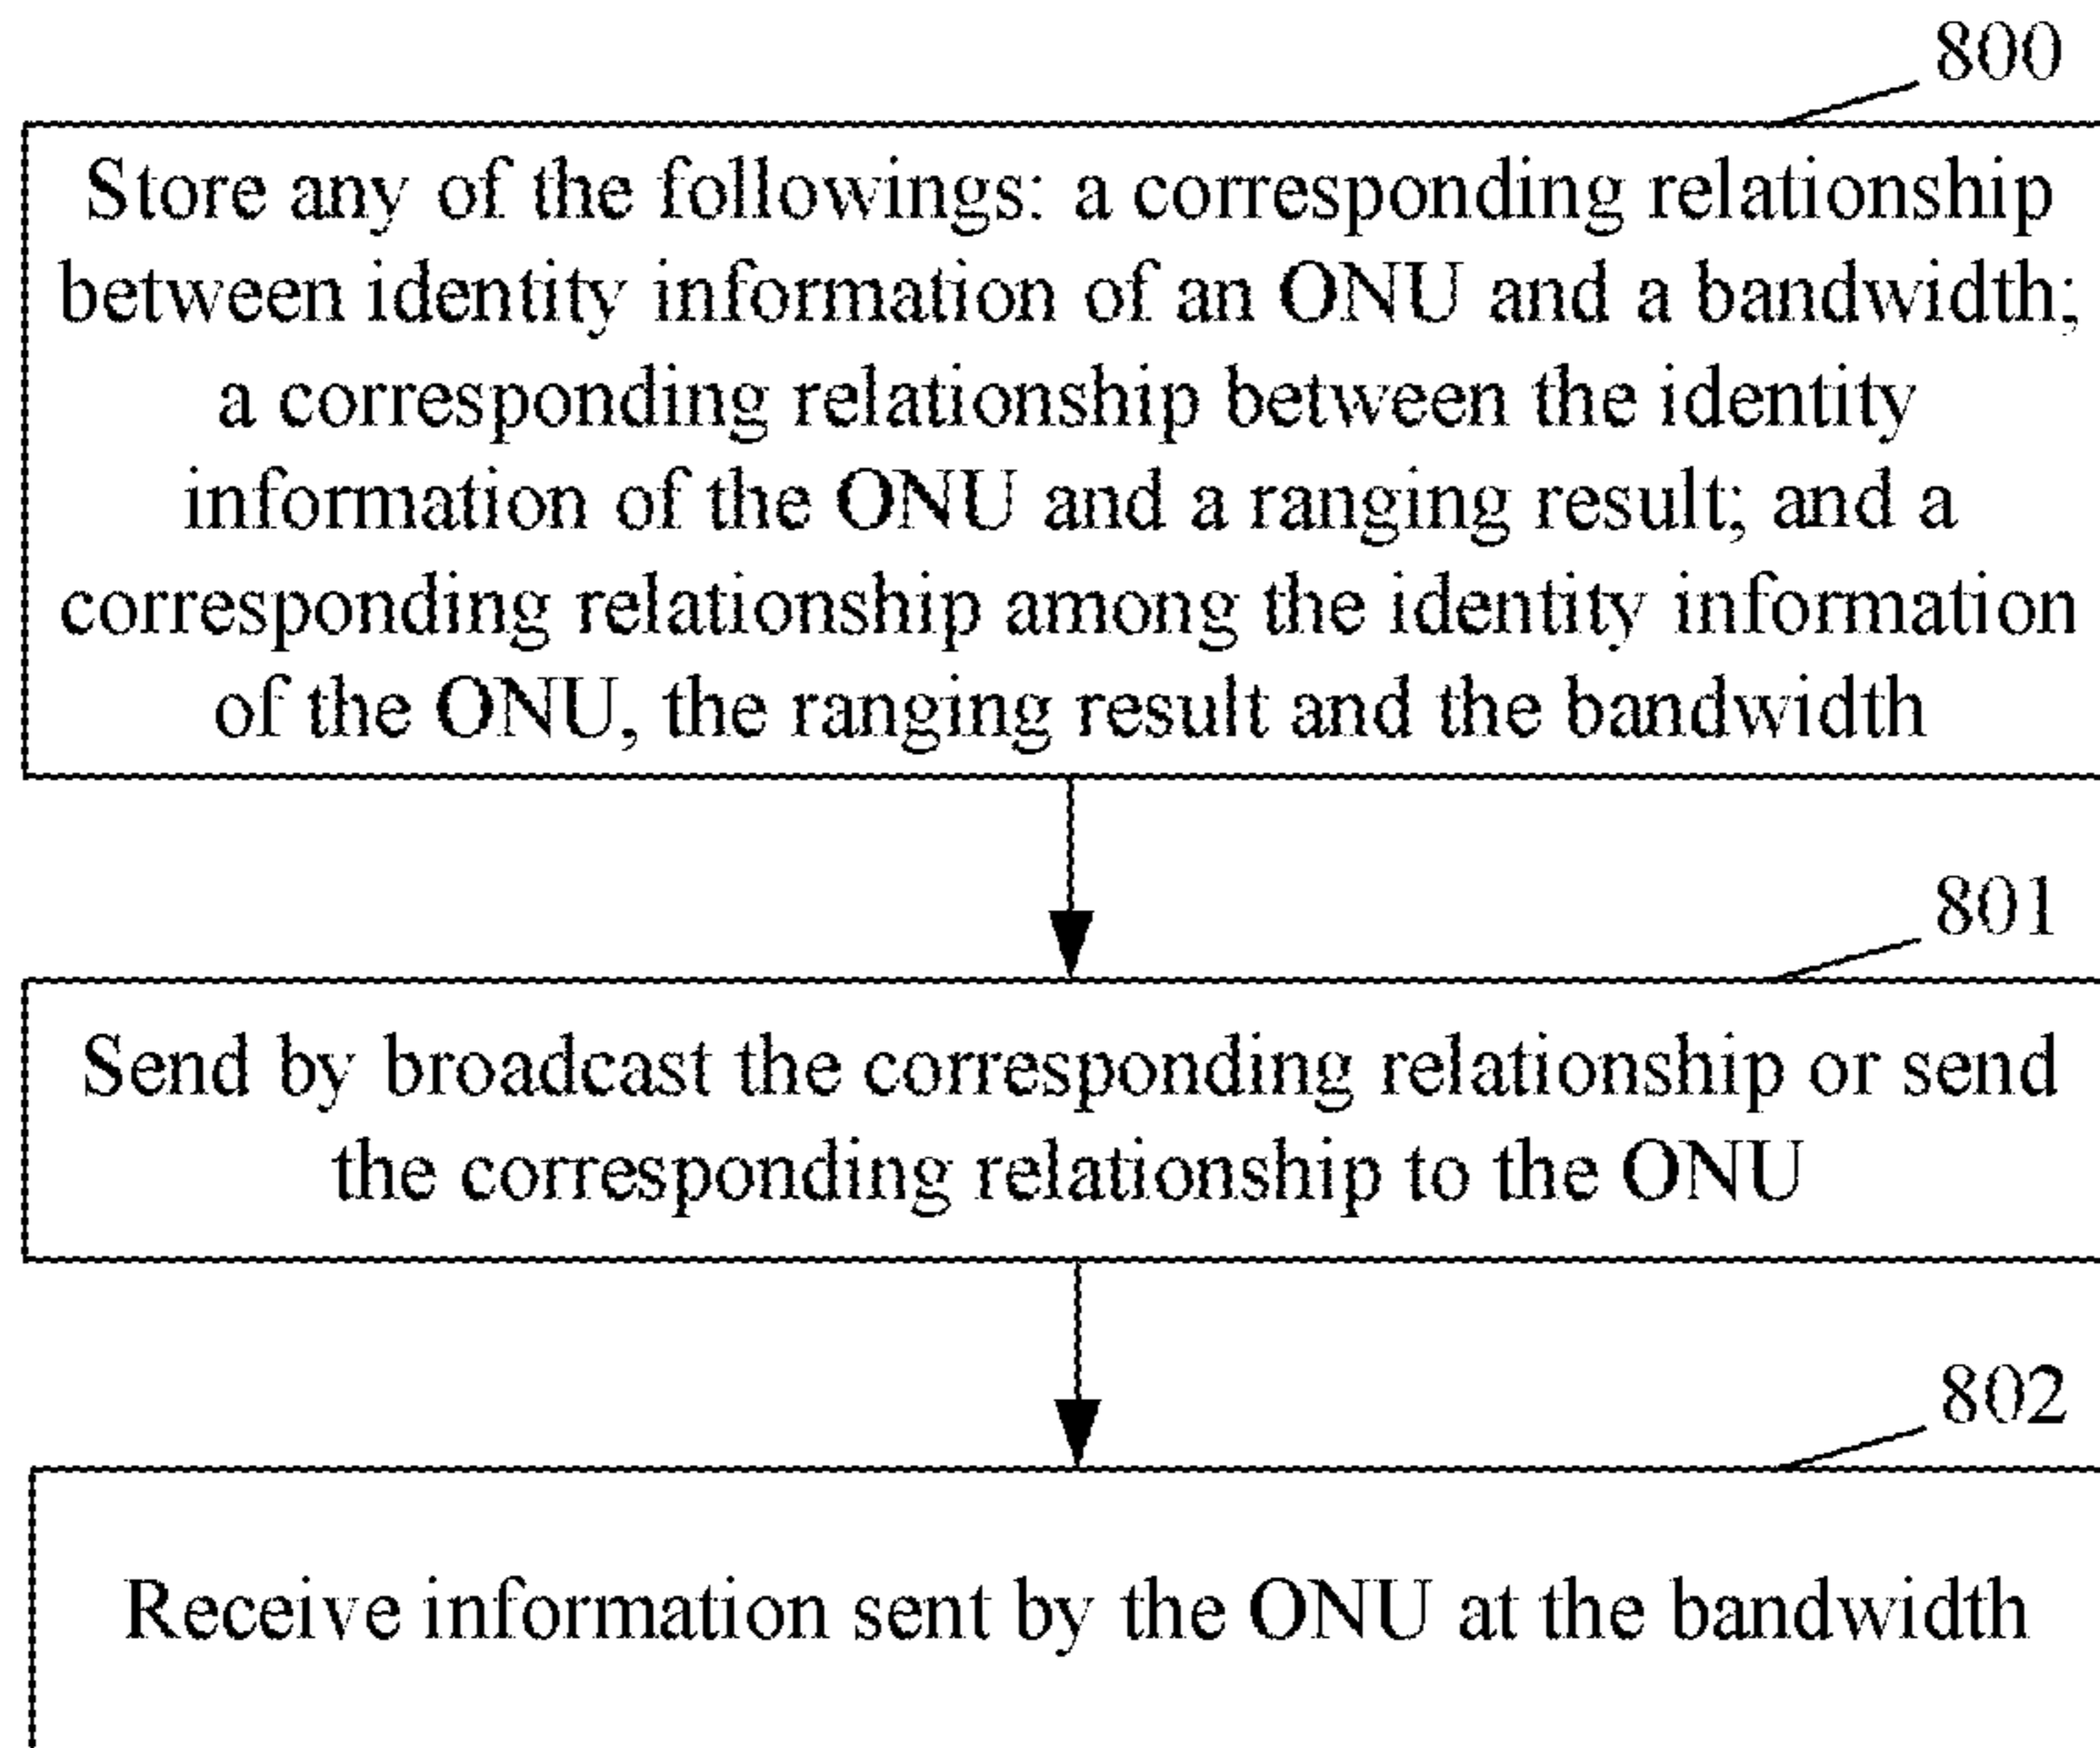 800
Store any of the followings: a corresponding relationship
between identity information of an ONU and a bandwidth;
a corresponding relationship between the identity
information of the ONU and a ranging result; and a
corresponding relationship among the identity information
of the ONU, the ranging result and the bandwidth
801
Send by broadcast the corresponding relationship or send
the corresponding relationship to the ONU
802
Receive information sent by the ONU at the bandwidth